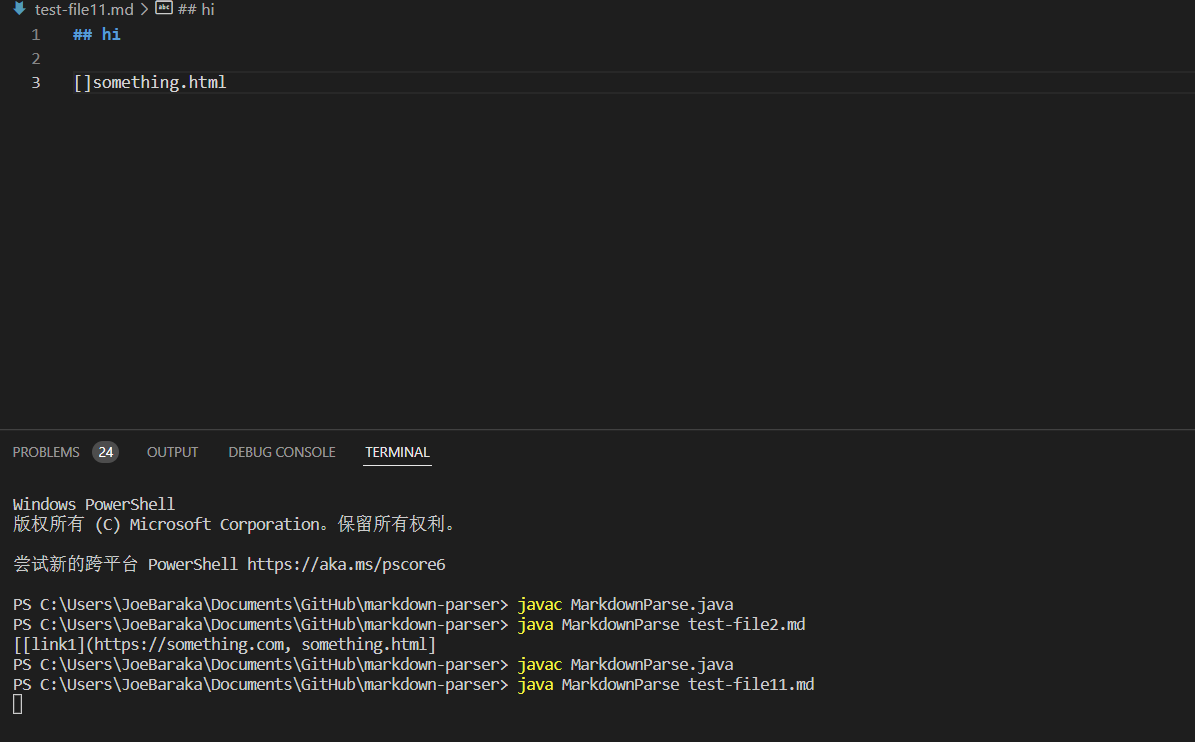 test-file11.md > abc ## hi
1 ## hi
2
3 []something.html
PROBLEMS 24 OUTPUT DEBUG CONSOLE TERMINAL
Windows PowerShell
版权所有 (C) Microsoft Corporation。保留所有权利。
尝试新的跨平台 PowerShell https://aka.ms/pscore6
PS C:\Users\JoeBaraka\Documents\GitHub\markdown-parser> javac MarkdownParse.java
PS C:\Users\JoeBaraka\Documents\GitHub\markdown-parser> java MarkdownParse test-file2.md
[[link1](https://something.com, something.html]
PS C:\Users\JoeBaraka\Documents\GitHub\markdown-parser> javac MarkdownParse.java
PS C:\Users\JoeBaraka\Documents\GitHub\markdown-parser> java MarkdownParse test-file11.md